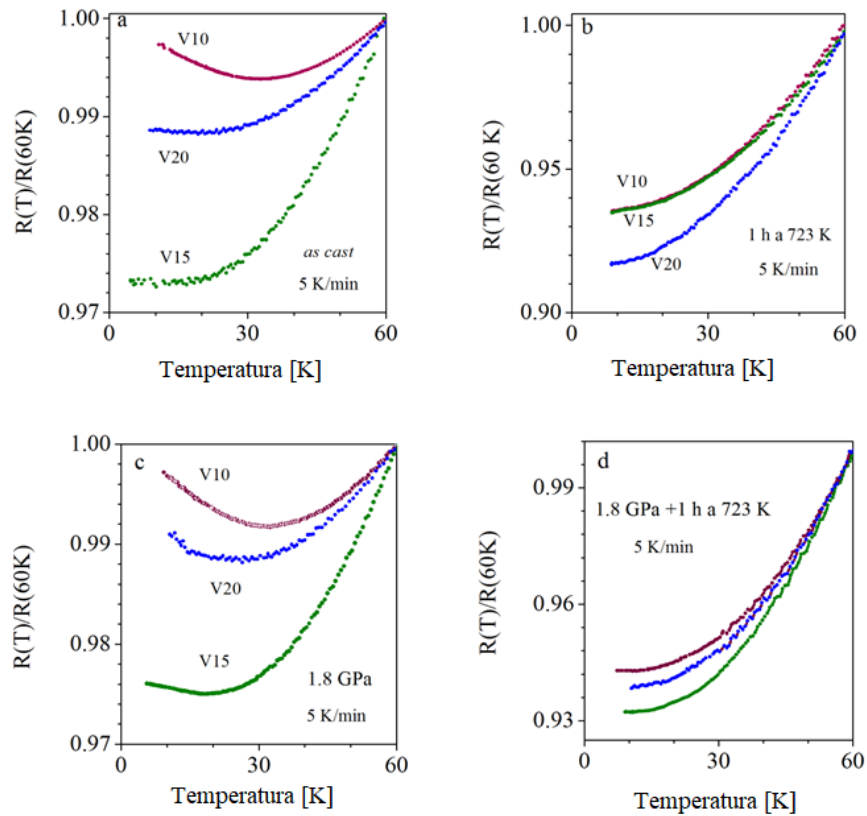 a
1.00
V10
0.99
V20
0.98
V15
as cast
5 K/min
0.97
0
30
60
R(T)/R(60K)
Temperatura [K]
b
1.00
0.95
V10
V15
V20
1 h a 723 K
5 K/min
0.90
0
30
60
R(T)/R(60 K)
Temperatura [K]
c
1.00
V10
0.99
V20
0.98
V15
1.8 GPa
5 K/min
0.97
0
30
60
R(T)/R(60K)
Temperatura [K]
d
0.99
1.8 GPa +1 h a 723 K
5 K/min
0.96
0.93
0
30
60
R(T)/R(60K)
Temperatura [K]